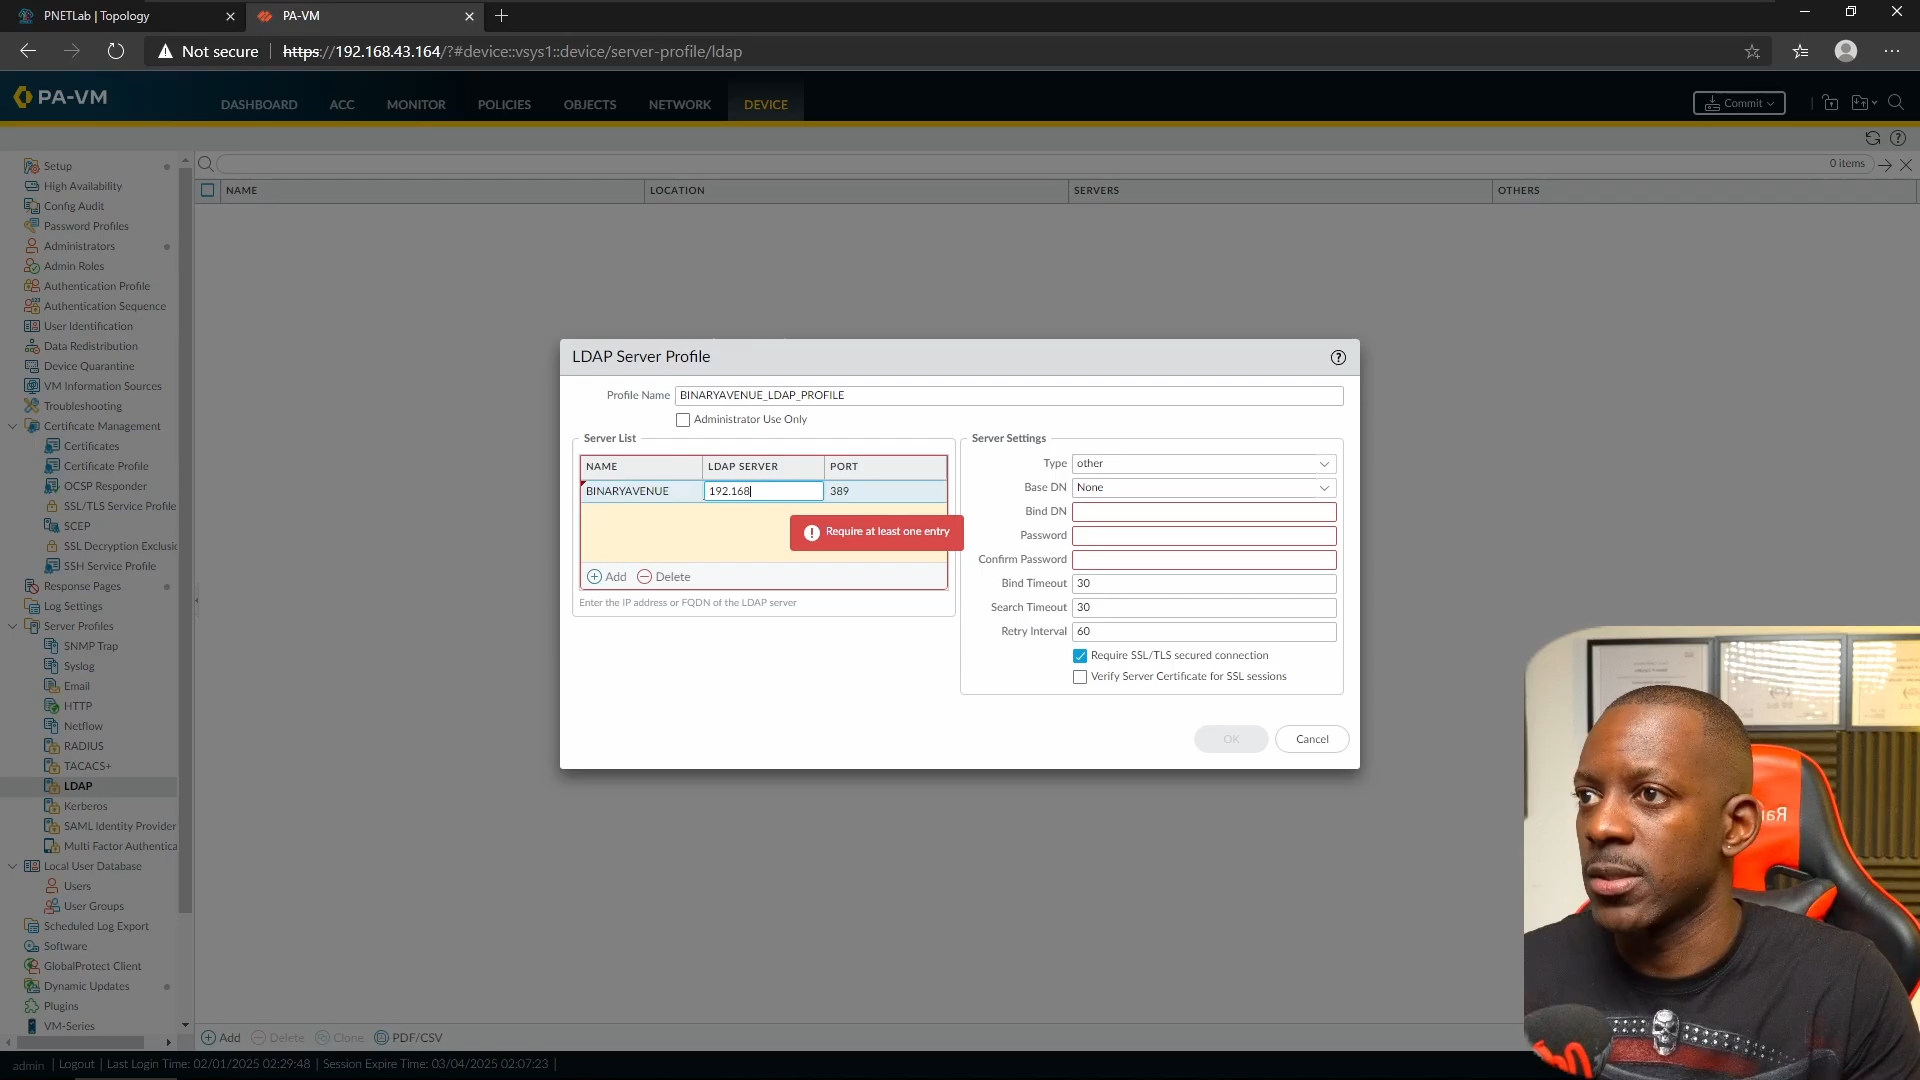 PNETLab | Topology
PA-VM
Not secure
https://192.168.43.164/?#device::vsys1::device/server-profile/ldap
PA-VM
DASHBOARD
ACC
MONITOR
POLICIES
OBJECTS
NETWORK
DEVICE
Commit
0 items
NAME
LOCATION
SERVERS
OTHERS
Setup
High Availability
Config Audit
Password Profiles
Administrators
Admin Roles
Authentication Profile
Authentication Sequence
User Identification
Data Redistribution
Device Quarantine
VM Information Sources
Troubleshooting
Certificate Management
Certificates
Certificate Profile
OCSP Responder
SSL/TLS Service Profile
SCEP
SSL Decryption Exclusio
SSH Service Profile
Response Pages
Log Settings
Server Profiles
SNMP Trap
Syslog
Email
HTTP
Netflow
RADIUS
TACACS+
LDAP
Kerberos
SAML Identity Provider
Multi Factor Authentica
Local User Database
Users
User Groups
Scheduled Log Export
Software
GlobalProtect Client
Dynamic Updates
Plugins
VM-Series
LDAP Server Profile
Profile Name BINARYAVENUE_LDAP_PROFILE
Administrator Use Only
Server List
NAME LDAP SERVER PORT
BINARYAVENUE 192.168 389
Require at least one entry
Add Delete
Enter the IP address or FQDN of the LDAP server
Server Settings
Type other
Base DN None
Bind DN
Password
Confirm Password
Bind Timeout 30
Search Timeout 30
Retry Interval 60
Require SSL/TLS secured connection
Verify Server Certificate for SSL sessions
OK Cancel
Add Delete Clone PDF/CSV
admin | Logout | Last Login Time: 02/01/2025 02:29:48 | Session Expire Time: 03/04/2025 02:07:23 |